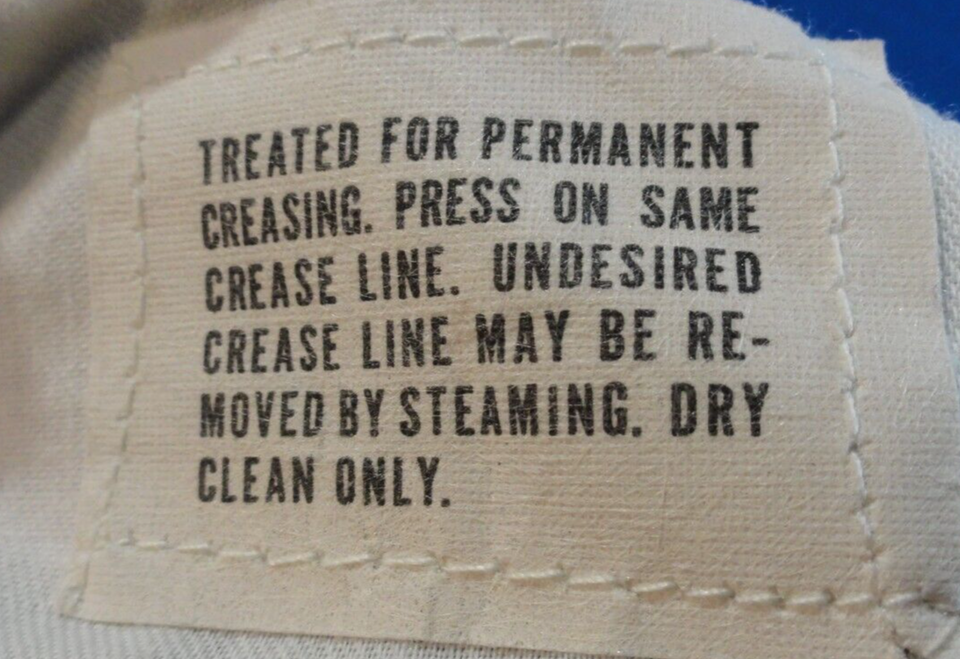 TREATED FOR PERMANENT
CREASING. PRESS ON SAME
CREASE LINE. UNDESIRED
CREASE LINE MAY BE RE-
MOVED BY STEAMING. DRY
CLEAN ONLY.